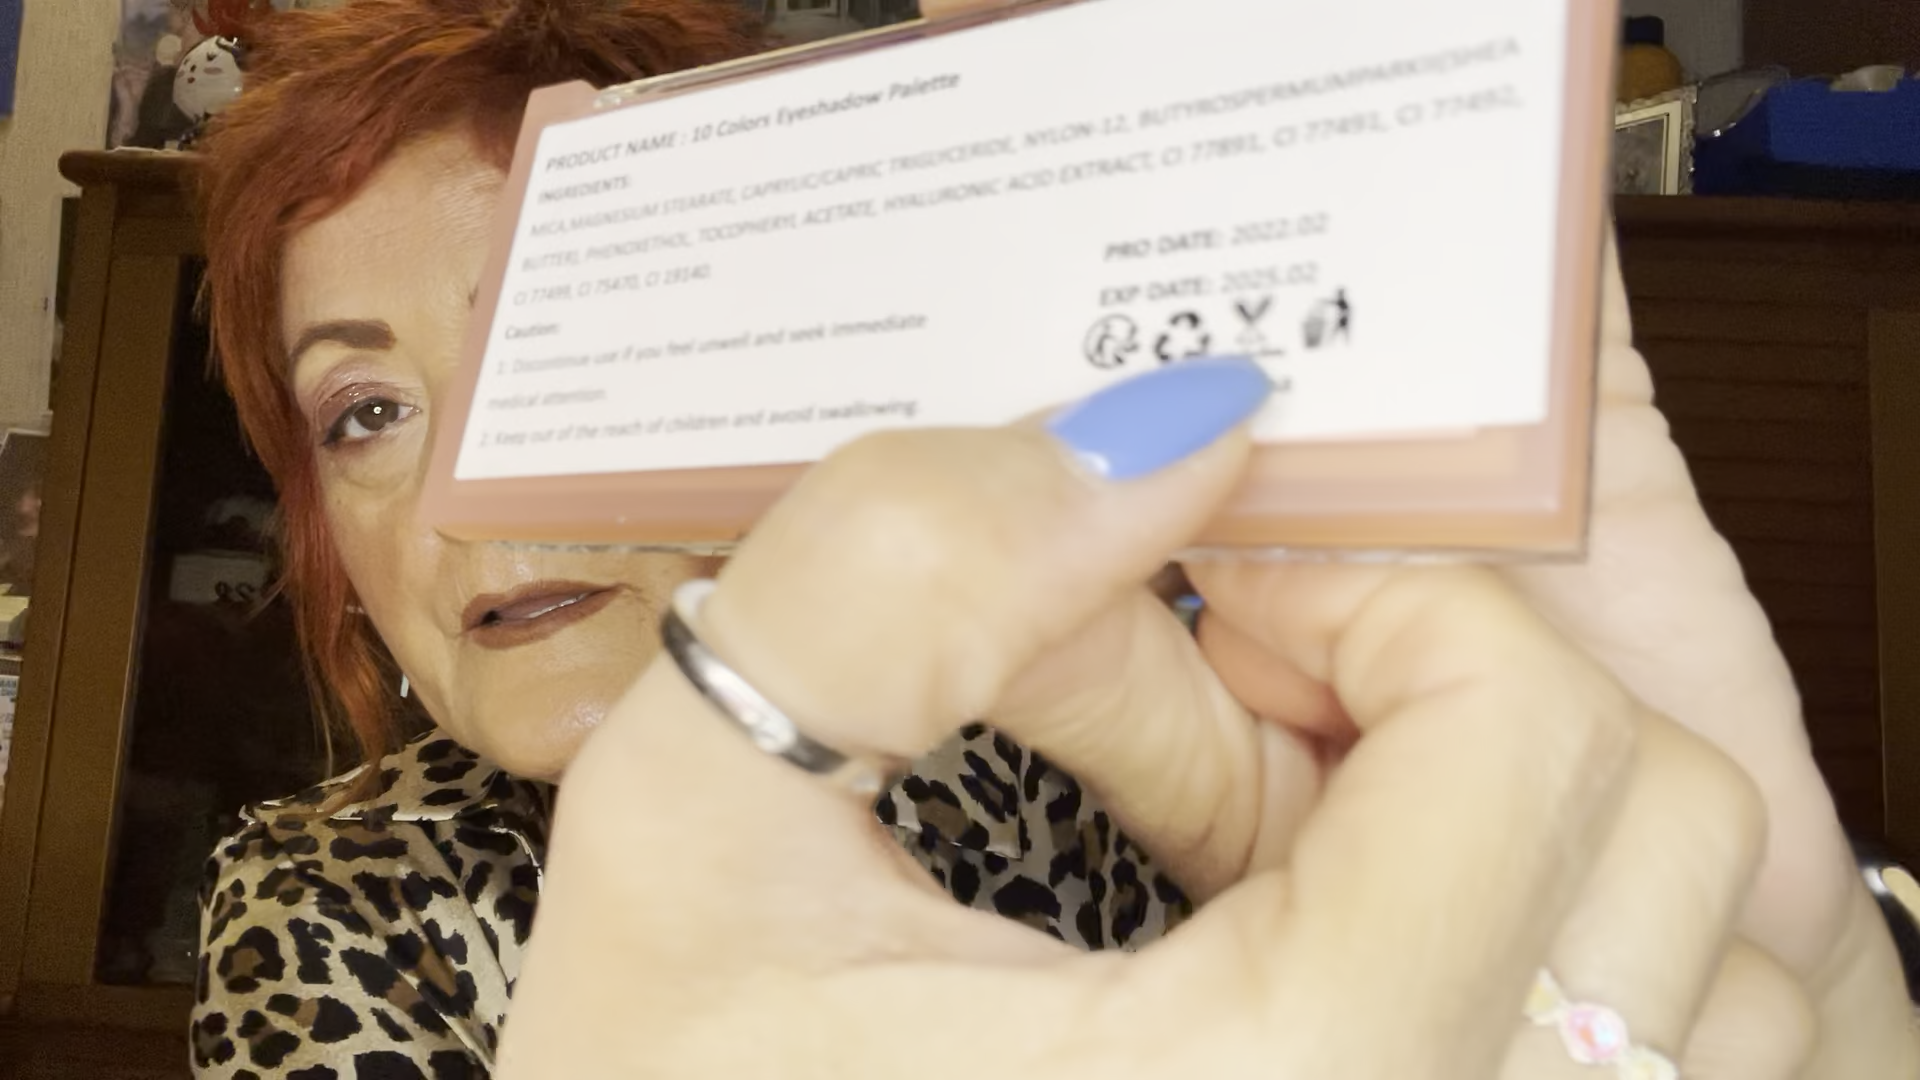 PRODUCT NAME : 10 Colors Eyeshadow Palette
INGREDIENTS:
MICA,MAGNESIUM STEARATE, CAPRYLIC/CAPRIC TRIGLYCERIDE, NYLON-12, BUTYROSPERMUMPARKII(SHEA
BUTTER), PHENOXETHOL, TOCOPHERYL ACETATE, HYALURONIC ACID EXTRACT, CI 77891, CI 77491, CI 77492,
CI 77499, CI 75470, CI 19140.
Caution:
1: Discontinue use if you feel unwell and seek immediate
medical attention.
2. Keep out of the reach of children and avoid swallowing.
PRO DATE: 2022.02
EXP DATE: 2025.02